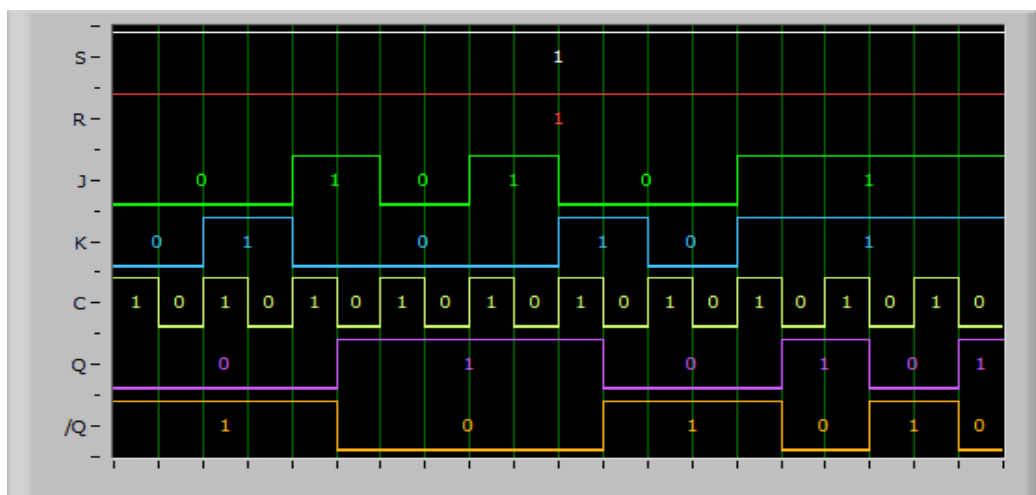 S 1
R 1
J 0 1 0 1 0 1
K 0 1 0 1 0 1
C 1 0 1 0 1 0 1 0 1 0 1 0 1 0 1 0 1 0 1 0
Q 0 1 0 1 0 1
/Q 1 0 1 0 1 0